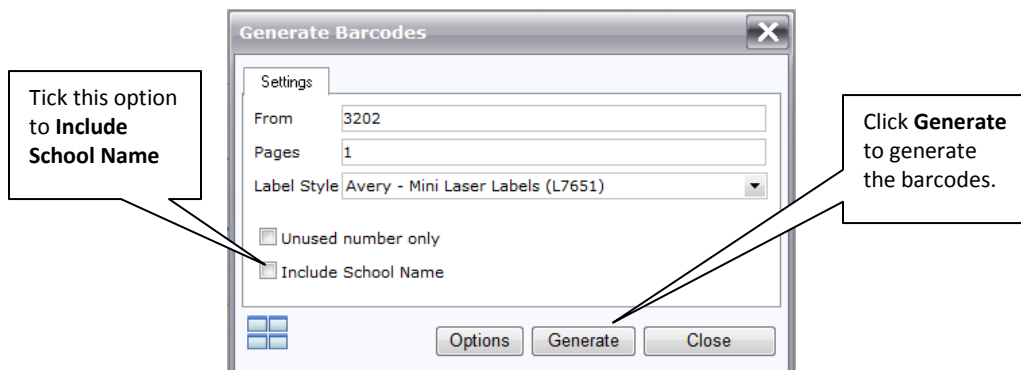 Generate Barcodes
Settings
From 3202
Pages 1
Label Style Avery - Mini Laser Labels (L7651)
Unused number only
Include School Name
Options Generate Close
Tick this option
to Include
School Name
Click Generate
to generate
the barcodes.